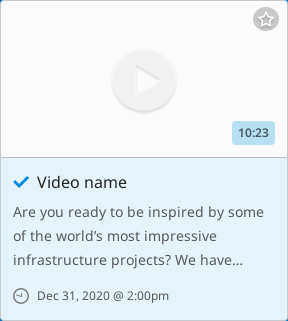 10:23
Video name
Are you ready to be inspired by some
of the world’s most impressive
infrastructure projects? We have...
Dec 31, 2020 @ 2:00pm